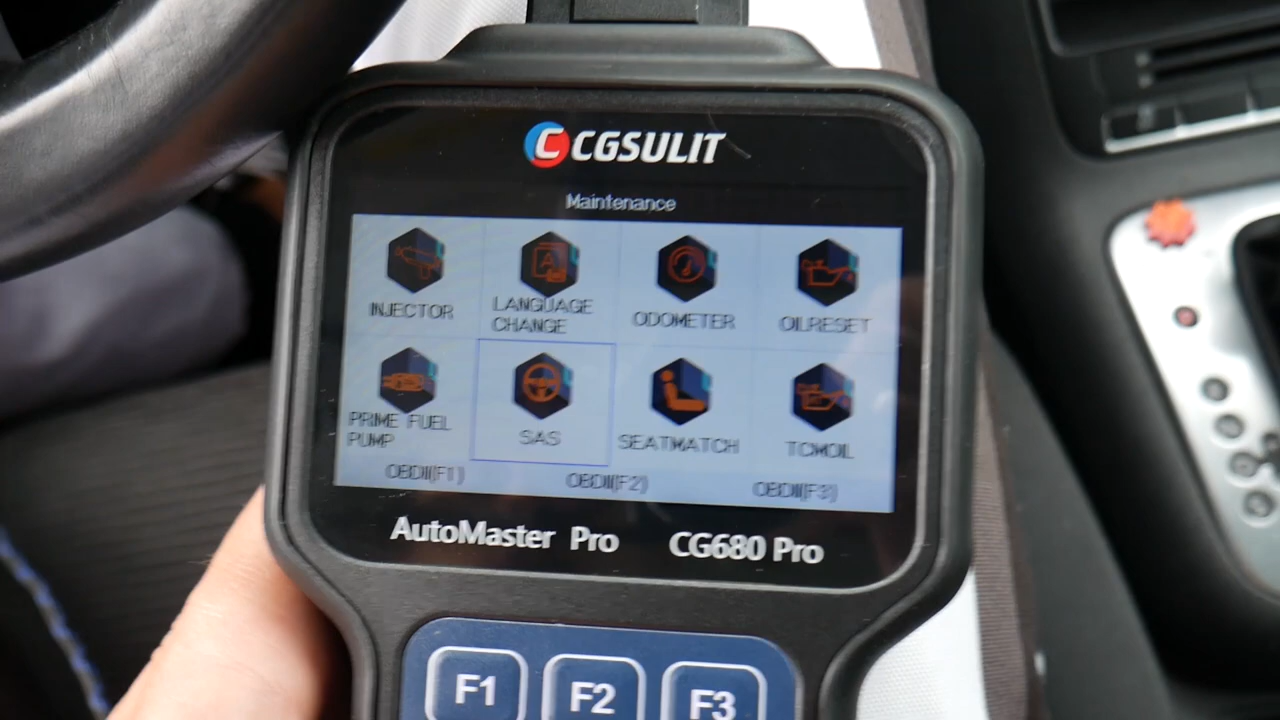 C CGSULIT
Maintenance
INJECTOR
LANGUAGE
CHANGE
ODOMETER
OILRESET
PRIME FUEL
PUMP
SAS
SEATMATCH
TCMOIL
OBDII(F1)
OBDII(F2)
OBDII(F3)
AutoMaster Pro CG680 Pro
F1
F2
F3